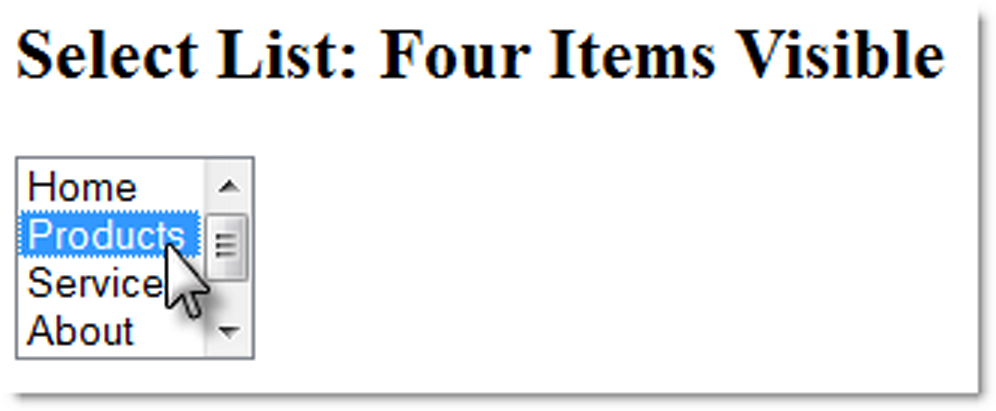 Select List: Four Items Visible
Home
Products
Service
About